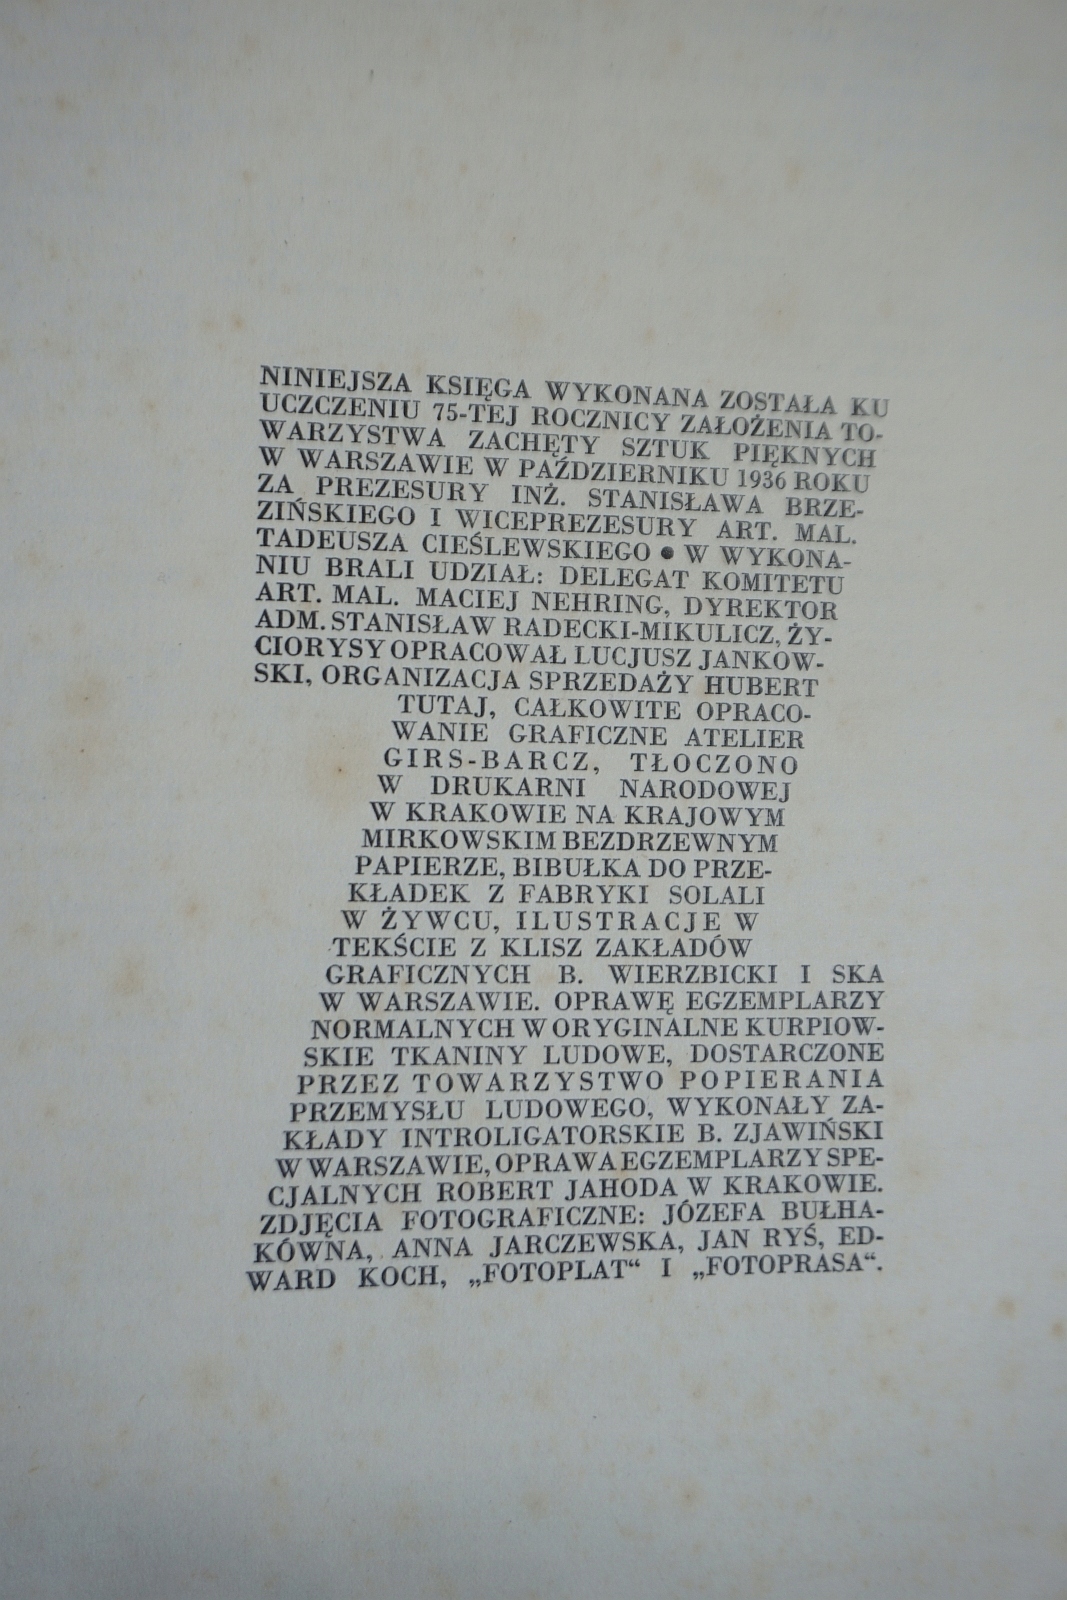 NINIEJSZA KSIĘGA WYKONANA ZOSTAŁA KU
UCZCZENIU 75-TEJ ROCZNICY ZAŁOŻENIA TO-
WARZYSTWA ZACHĘTY SZTUK PIĘKNYCH
W WARSZAWIE W PAŹDZIERNIKU 1936 ROKU
ZA PREZESURY INŻ. STANISŁAWA BRZE-
ZIŃSKIEGO I WICEPREZESURY ART. MAL.
TADEUSZA CIEŚLEWSKIEGO • W WYKONA-
NIU BRALI UDZIAŁ: DELEGAT KOMITETU
ART. MAL. MACIEJ NEHRING, DYREKTOR
ADM. STANISŁAW RADECKI-MIKULICZ, ŻY-
CIORYSY OPRACOWAŁ LUCJUSZ JANKOW-
SKI, ORGANIZACJA SPRZEDAŻY HUBERT
TUTAJ, CAŁKOWITE OPRACO-
WANIE GRAFICZNE ATELIER
GIRS-BARCZ, TŁOCZONO
W DRUKARNI NARODOWEJ
W KRAKOWIE NA KRAJOWYM
MIRKOWSKIM BEZDRZEWNYM
PAPIERZE, BIBUŁKA DO PRZE-
KŁADEK Z FABRYKI SOLALI
W ŻYWCU, ILUSTRACJE W
TEKŚCIE Z KLISZ ZAKŁADÓW
GRAFICZNYCH B. WIERZBICKI I SKA
W WARSZAWIE. OPRAWĘ EGZEMPLARZY
NORMALNYCH W ORYGINALNE KURPIOW-
SKIE TKANINY LUDOWE, DOSTARCZONE
PRZEZ TOWARZYSTWO POPIERANIA
PRZEMYSŁU LUDOWEGO, WYKONAŁY ZA-
KŁADY INTROLIGATORSKIE B. ZJAWIŃSKI
W WARSZAWIE, OPRAWA EGZEMPLARZY SPE-
CJALNYCH ROBERT JAHODA W KRAKOWIE.
ZDJĘCIA FOTOGRAFICZNE: JÓZEFA BUŁHA-
KÓWNA, ANNA JARCZEWSKA, JAN RYŚ, ED-
WARD KOCH, „FOTOPLAT“ I „FOTOPRASA“.